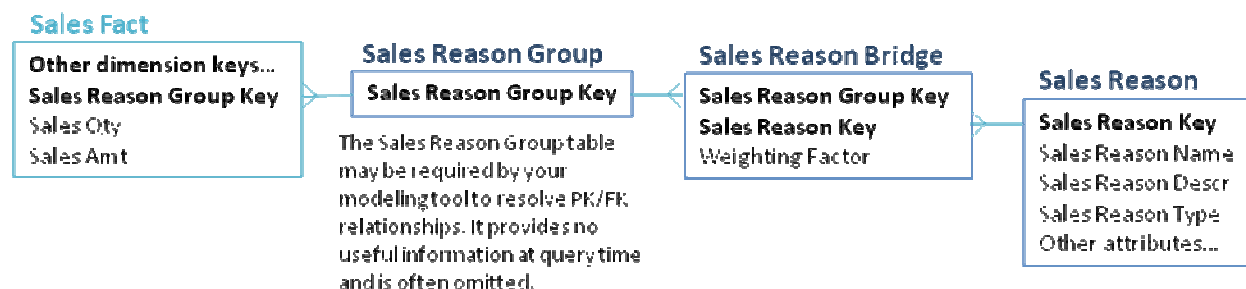 Sales Fact
Other dimension keys...
Sales Reason Group Key
Sales Qty
Sales Amt
Sales Reason Group
Sales Reason Group Key
The Sales Reason Group table
may be required by your
modeling tool to resolve PK/FK
relationships. It provides no
useful information at query time
and is often omitted.
Sales Reason Bridge
Sales Reason Group Key
Sales Reason Key
Weighting Factor
Sales Reason
Sales Reason Key
Sales Reason Name
Sales Reason Descr
Sales Reason Type
Other attributes...